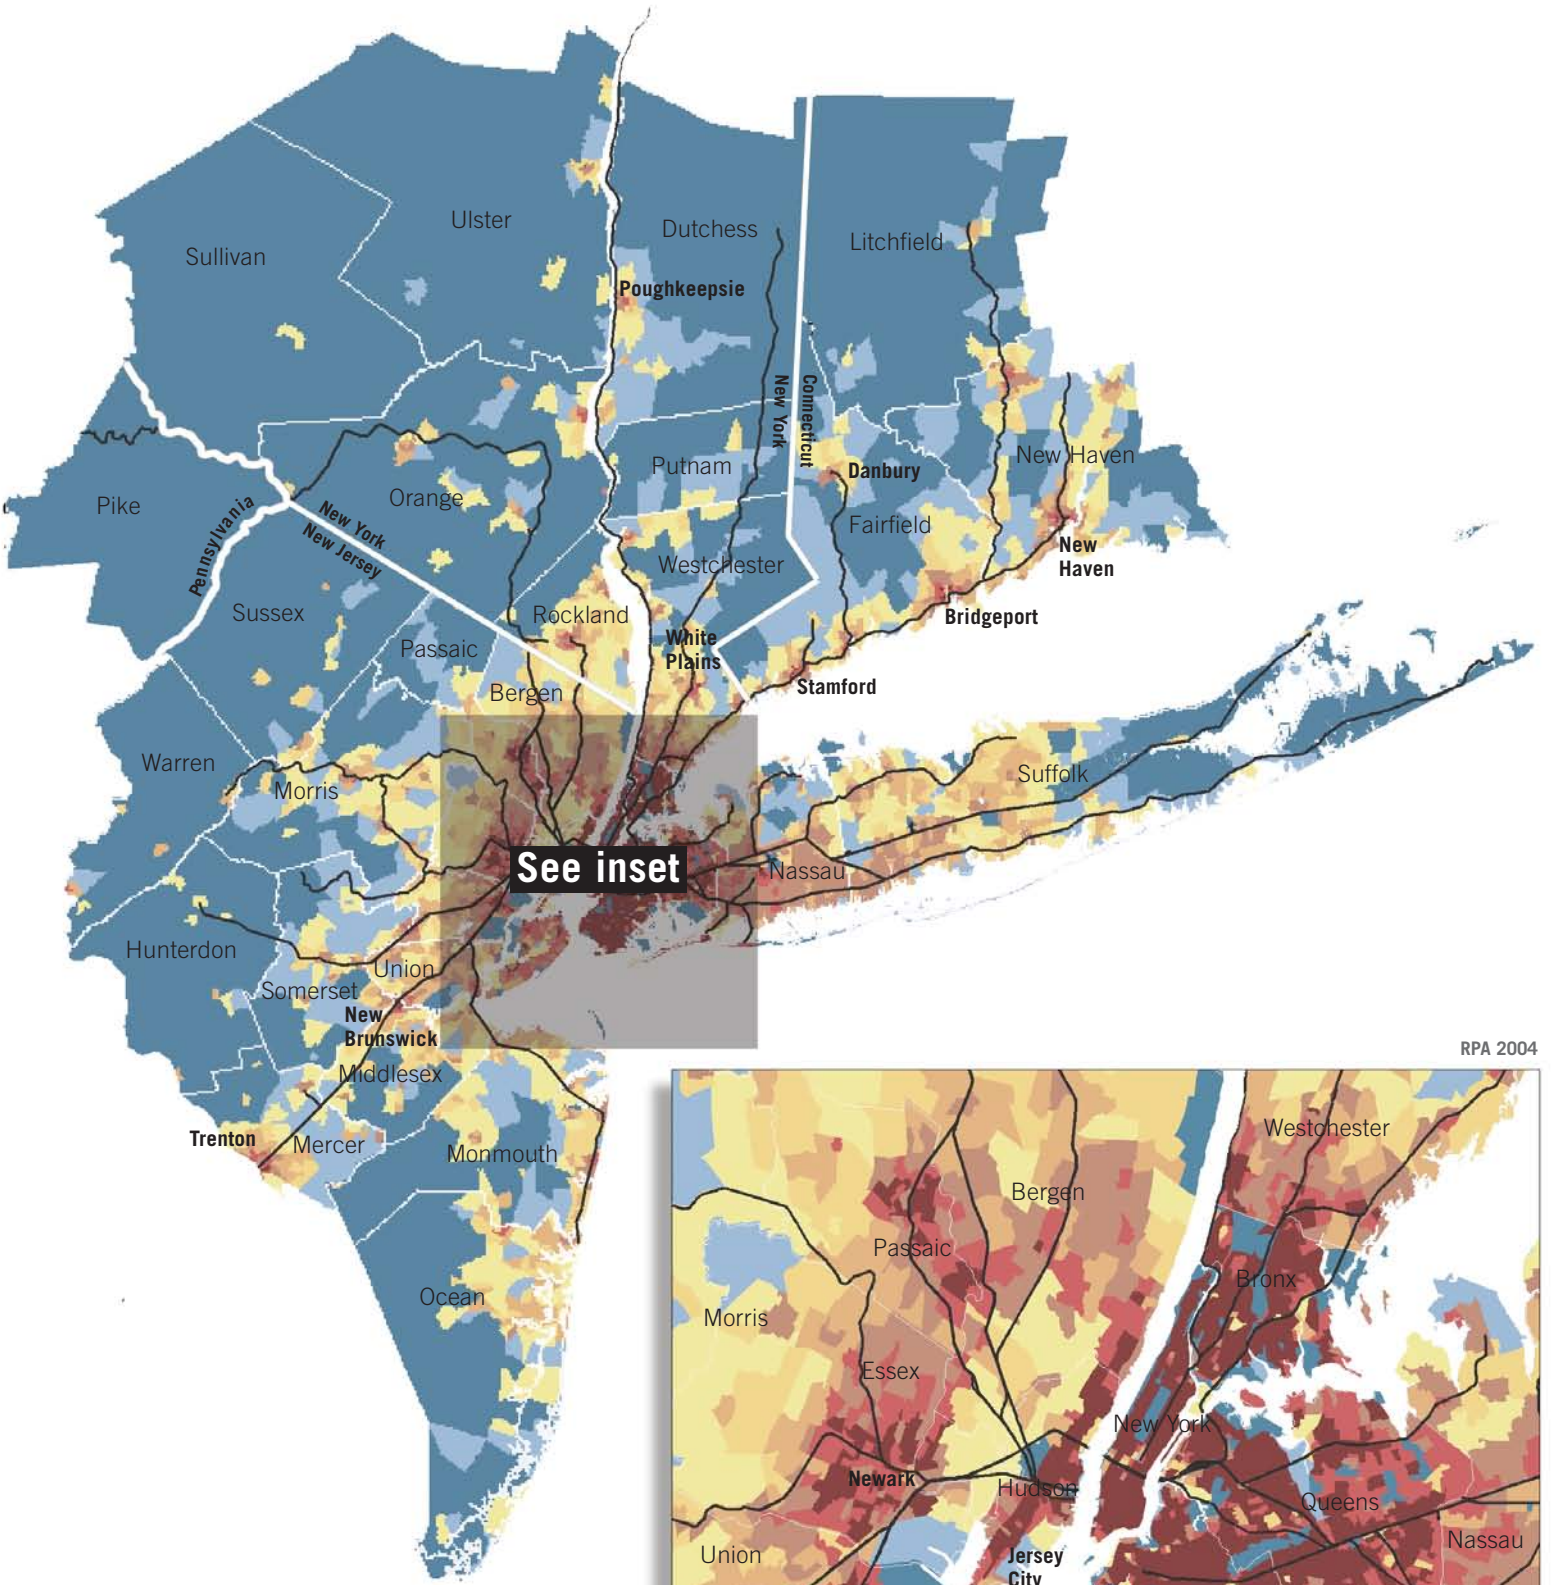 Ulster
Dutchess
Litchfield
Sullivan
Poughkeepsie
New York
Connecticut
New Haven
Putnam
Danbury
Orange
Pike
Pennsylvania
New York
New Jersey
Fairfield
New
Haven
Westchester
Sussex
Rockland
Bridgeport
White
Plains
Passaic
Stamford
Bergen
Warren
Suffolk
Morris
See inset
Nassau
Hunterdon
Union
Somerset
New
Brunswick
Middlesex
Trenton
Mercer
Monmouth
Ocean
RPA 2004
Westchester
Bergen
Passaic
Bronx
Morris
Essex
New York
Newark
Hudson
Queens
Nassau
Union
Jersey
City